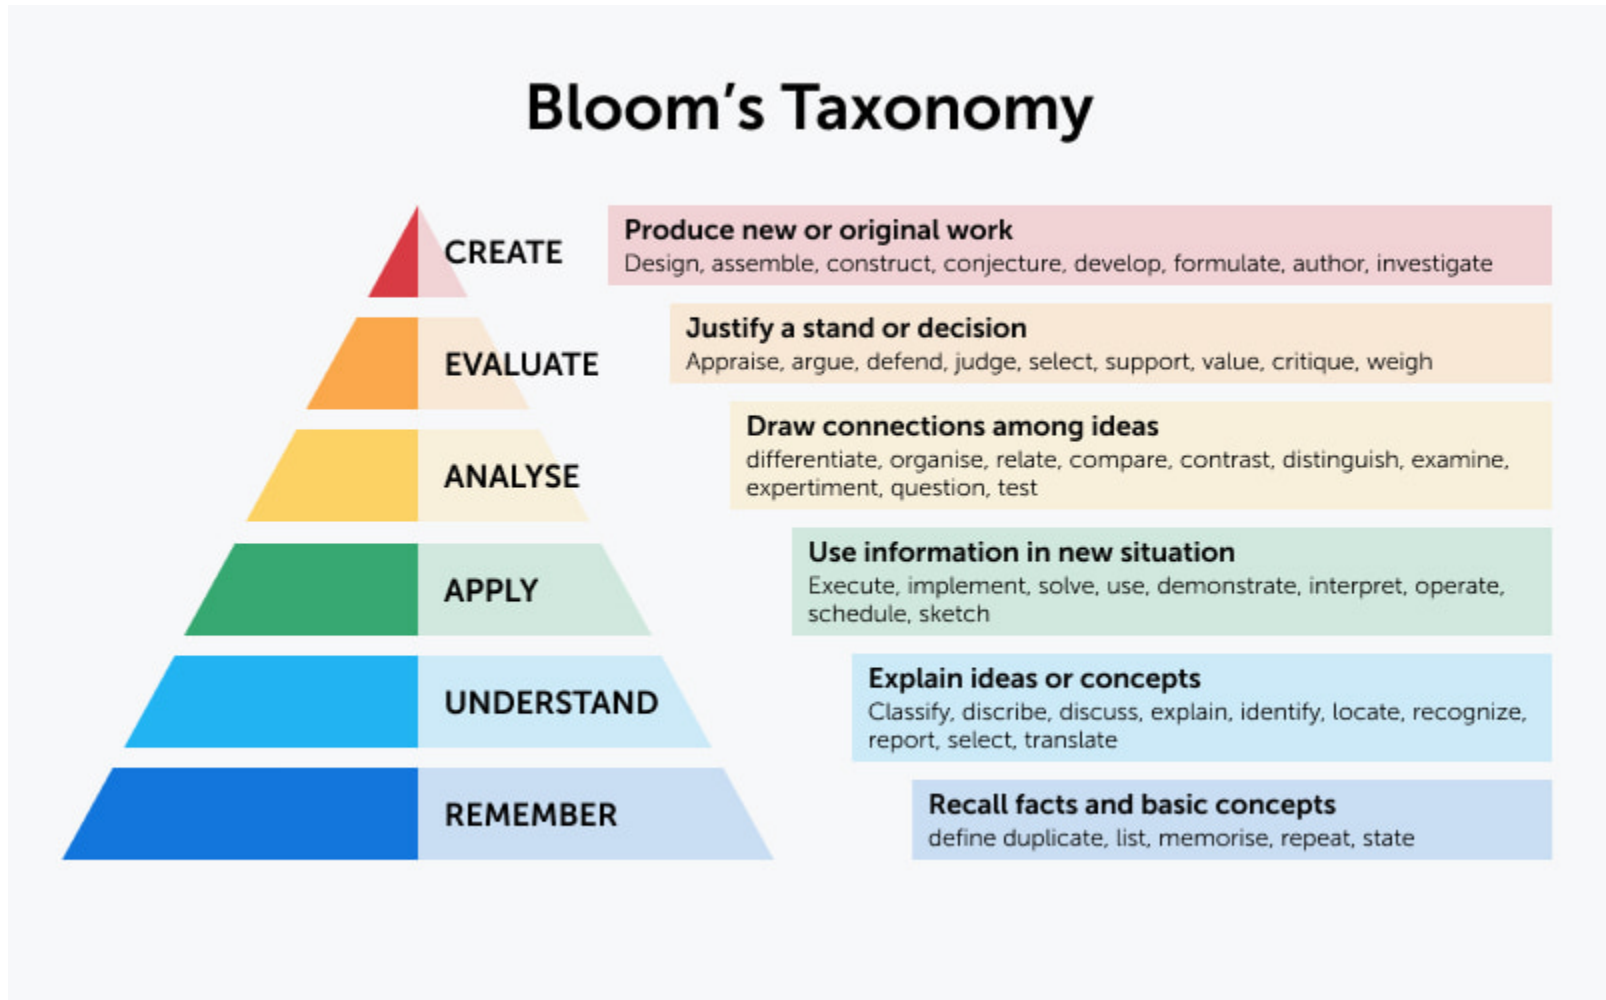 Bloom's Taxonomy
CREATE
Produce new or original work
Design, assemble, construct, conjecture, develop, formulate, author, investigate
EVALUATE
Justify a stand or decision
Appraise, argue, defend, judge, select, support, value, critique, weigh
ANALYSE
Draw connections among ideas
differentiate, organise, relate, compare, contrast, distinguish, examine,
expertiment, question, test
APPLY
Use information in new situation
Execute, implement, solve, use, demonstrate, interpret, operate,
schedule, sketch
UNDERSTAND
Explain ideas or concepts
Classify, discribe, discuss, explain, identify, locate, recognize,
report, select, translate
REMEMBER
Recall facts and basic concepts
define duplicate, list, memorise, repeat, state